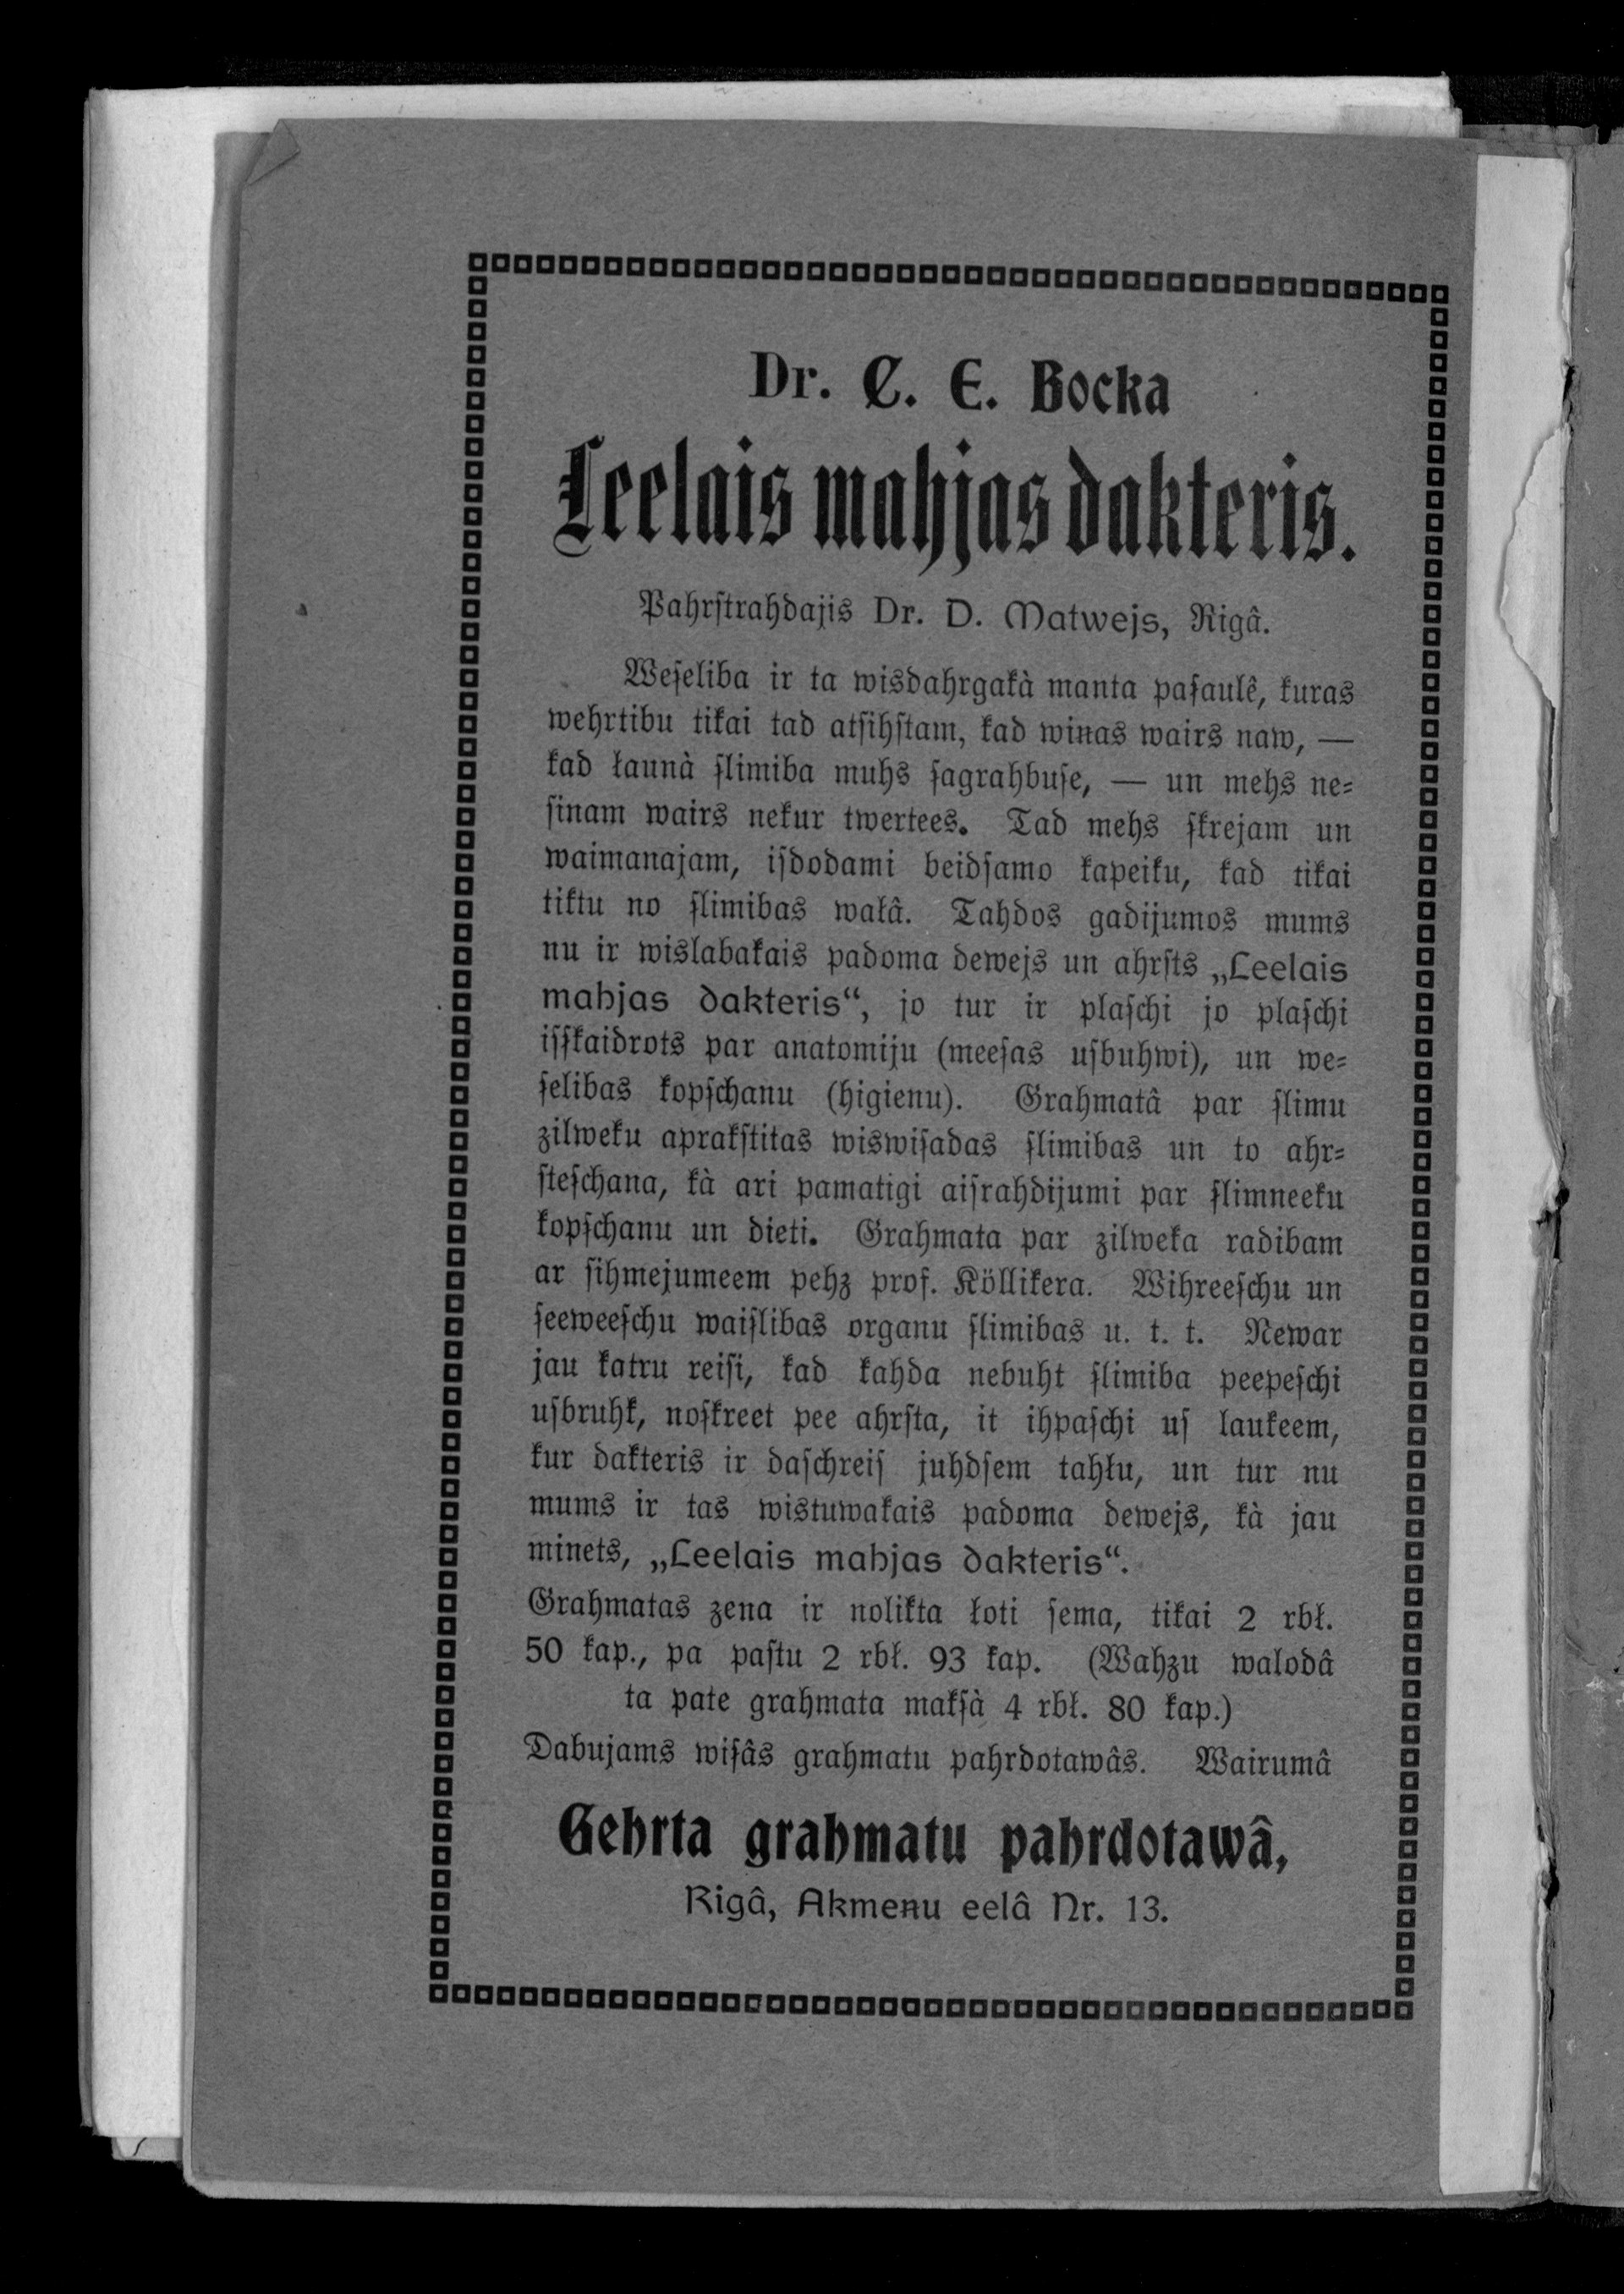 Dr. C. E. Bocka
Leelais mahjas dakteris.
Pahrſtrahdajis Dr. D. Matwejs, Rigâ.
Weſeliba ir ta wisdahrgakà manta paſaulê, kuras
wehrtibu tikai tad atſihſtam, kad wiņas wairs naw, —
kad łaunà ſlimiba muhs ſagrahbuſe, — un mehs ne=
ſinam wairs nekur twertees. Tad mehs ſkrejam un
waimanajam, iſdodami beidſamo kapeiku, kad tikai
tiktu no ſlimibas wałâ. Tahdos gadijumos mums
nu ir wislabakais padoma dewejs un ahrſts „Leelais
mahjas dakteris“, jo tur ir plaſchi jo plaſchi
iſſkaidrots par anatomiju (meeſas uſbuhwi), un we=
ſelibas kopſchanu (higienu). Grahmatâ par ſlimu
zilweku aprakſtitas wiswiſadas ſlimibas un to ahr=
ſteſchana, kà ari pamatigi aiſrahdijumi par ſlimneeku
kopſchanu un dieti. Grahmata par zilweka radibam
ar ſihmejumeem pehz prof. Köllikera. Wihreeſchu un
ſeeweeſchu waiſlibas organu ſlimibas u. t. t. Newar
jau katru reiſi, kad kahda nebuht ſlimiba peepeſchi
uſbruhk, noſkreet pee ahrſta, it ihpaſchi uſ laukeem,
kur dakteris ir daſchreiſ juhdſem tahłu, un tur nu
mums ir tas wistuwakais padoma dewejs, kà jau
minets, „Leelais mahjas dakteris“.
Grahmatas zena ir nolikta łoti ſema, tikai 2 rbł.
50 kap., pa paſtu 2 rbł. 93 kap. (Wahzu walodâ
ta pate grahmata makſà 4 rbł. 80 kap.)
Dabujams wiſâs grahmatu pahrdotawâs. Wairumâ
Gehrta grahmatu pahrdotawâ,
Rigâ, Akmeņu eelâ Nr. 13.